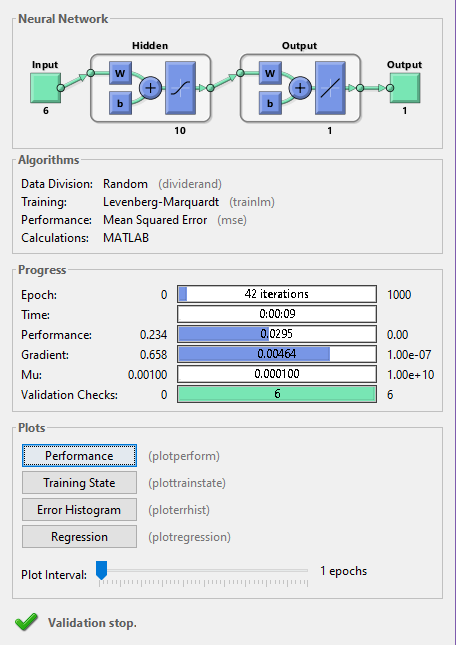 Neural Network
Hidden Output
Input Output
W W
b b
+ +
6 10 1 1
Algorithms
Data Division: Random (dividerand)
Training: Levenberg-Marquardt (trainlm)
Performance: Mean Squared Error (mse)
Calculations: MATLAB
Progress
Epoch: 0 42 iterations 1000
Time: 0:00:09
Performance: 0.234 0.0295 0.00
Gradient: 0.658 0.00464 1.00e-07
Mu: 0.00100 0.000100 1.00e+10
Validation Checks: 0 6 6
Plots
Performance (plotperform)
Training State (plottrainstate)
Error Histogram (ploterrhist)
Regression (plotregression)
Plot Interval: 1 epochs
Validation stop.